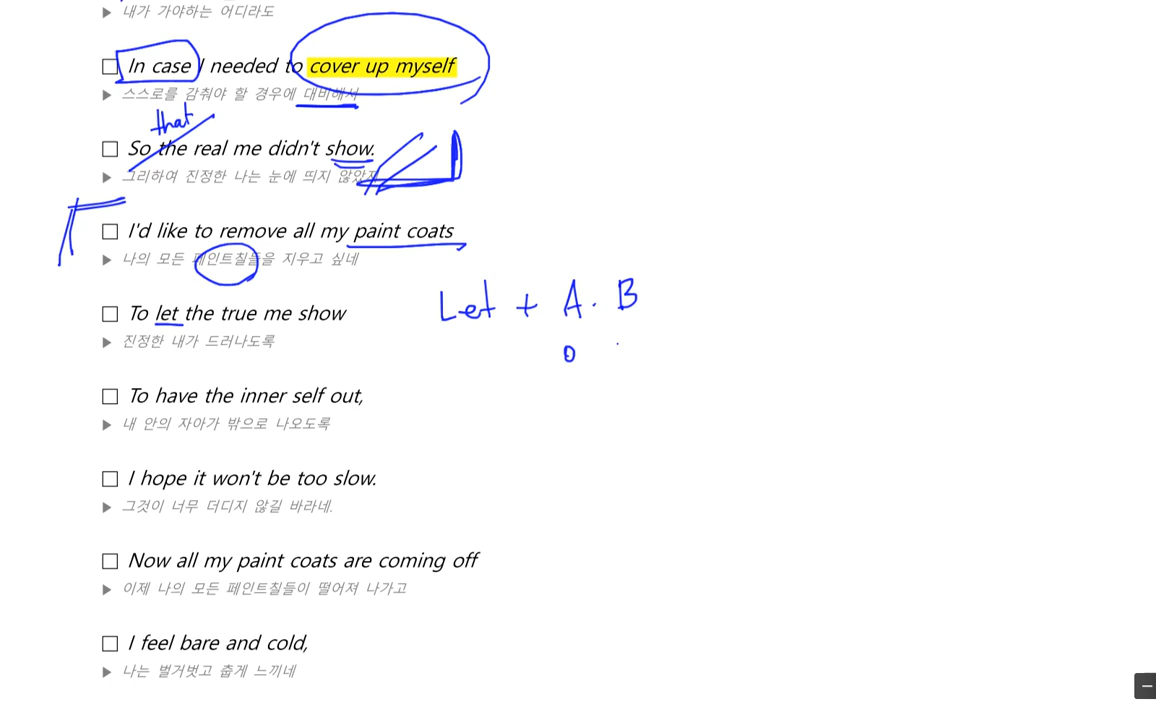 ▶ 내가 가야하는 어디라도
□ In case I needed to cover up myself
▶ 스스로를 감춰야 할 경우에 대비해서
that
□ So the real me didn't show.
▶ 그리하여 진정한 나는 눈에 띄지
□ I'd like to remove all my paint coats
▶ 나의 모든 페인트칠들을 지우고 싶네
□ To let the true me show
Let + A. B
▶ 진정한 내가 드러나도록
□ To have the inner self out,
▶ 내 안의 자아가 밖으로 나오도록
□ I hope it won't be too slow.
▶ 그것이 너무 더디지 않길 바라네.
□ Now all my paint coats are coming off
▶ 이제 나의 모든 페인트칠들이 떨어져 나가고
□ I feel bare and cold,
▶ 나는 벌거벗고 춥게 느끼네